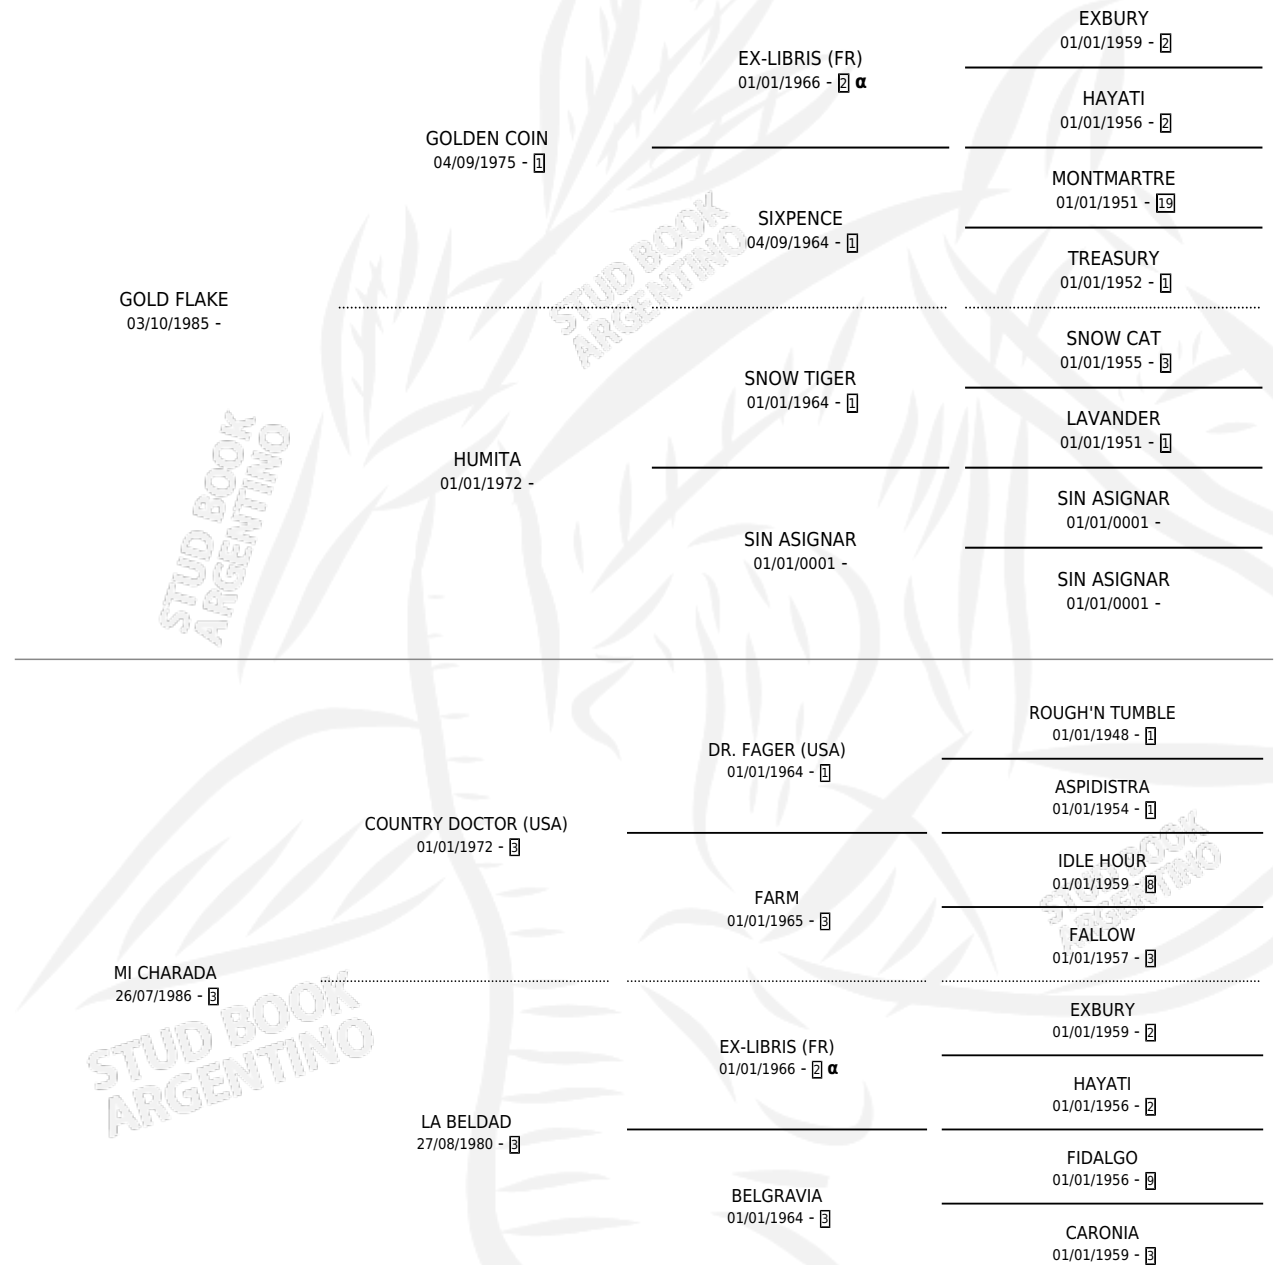 EXBURY
01/01/1959 - 2
EX-LIBRIS (FR)
01/01/1966 - 2 α
HAYATI
01/01/1956 - 2
GOLDEN COIN
04/09/1975 - 1
MONTMARTRE
01/01/1951 - 19
SIXPENCE
04/09/1964 - 1
TREASURY
01/01/1952 - 1
GOLD FLAKE
03/10/1985 -
SNOW CAT
01/01/1955 - 3
SNOW TIGER
01/01/1964 - 1
LAVANDER
01/01/1951 - 1
HUMITA
01/01/1972 -
SIN ASIGNAR
01/01/0001 -
SIN ASIGNAR
01/01/0001 -
SIN ASIGNAR
01/01/0001 -
STUD BOOK
ARGENTINO
STUD BOOK
ARGENTINO
ROUGH'N TUMBLE
01/01/1948 - 1
DR. FAGER (USA)
01/01/1964 - 1
ASPIDISTRA
01/01/1954 - 1
COUNTRY DOCTOR (USA)
01/01/1972 - 3
IDLE HOUR
01/01/1959 - 8
FARM
01/01/1965 - 3
FALLOW
01/01/1957 - 3
MI CHARADA
26/07/1986 - 3
EXBURY
01/01/1959 - 2
EX-LIBRIS (FR)
01/01/1966 - 2 α
HAYATI
01/01/1956 - 2
LA BELDAD
27/08/1980 - 3
FIDALGO
01/01/1956 - 9
BELGRAVIA
01/01/1964 - 3
CARONIA
01/01/1959 - 3
STUD BOOK
ARGENTINO
STUD BOOK
ARGENTINO